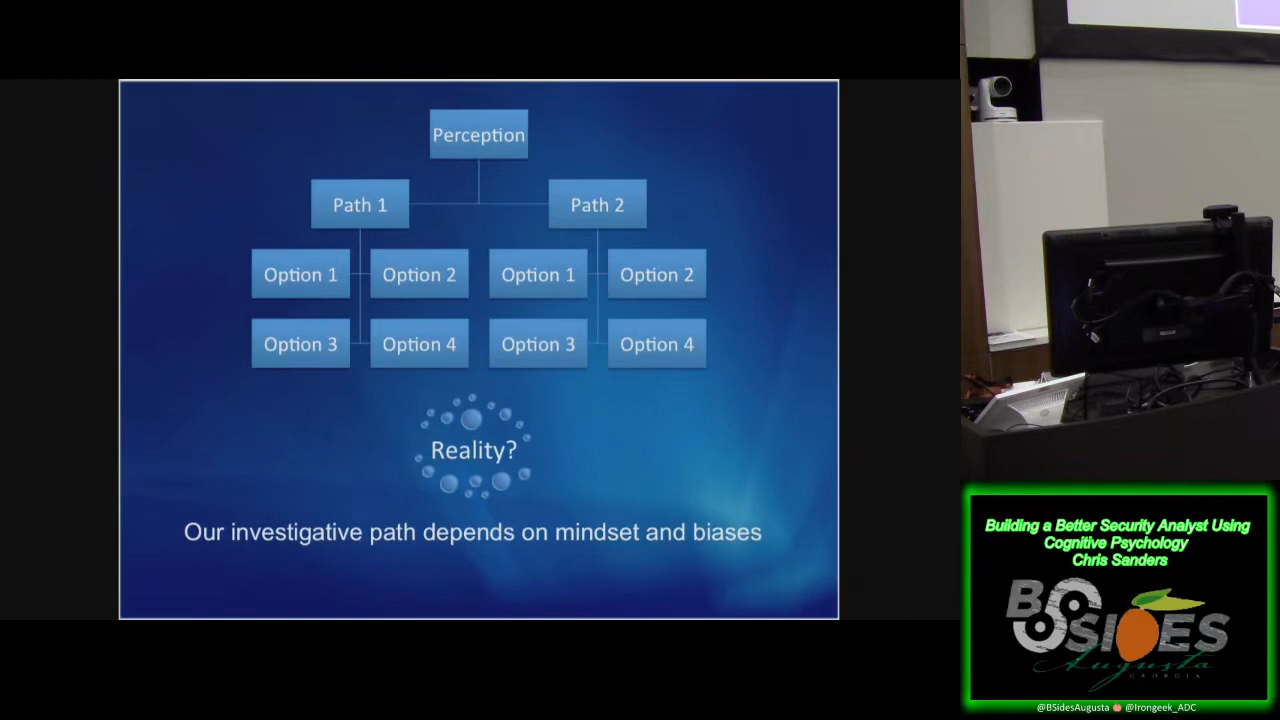 Perception
Path 1
Path 2
Option 1
Option 2
Option 1
Option 2
Option 3
Option 4
Option 3
Option 4
Reality?
Our investigative path depends on mindset and biases
Building a Better Security Analyst Using
Cognitive Psychology
Chris Sanders
BSIDES
Augusta
GEORGIA
@BSidesAugusta @Irongeek_ADC